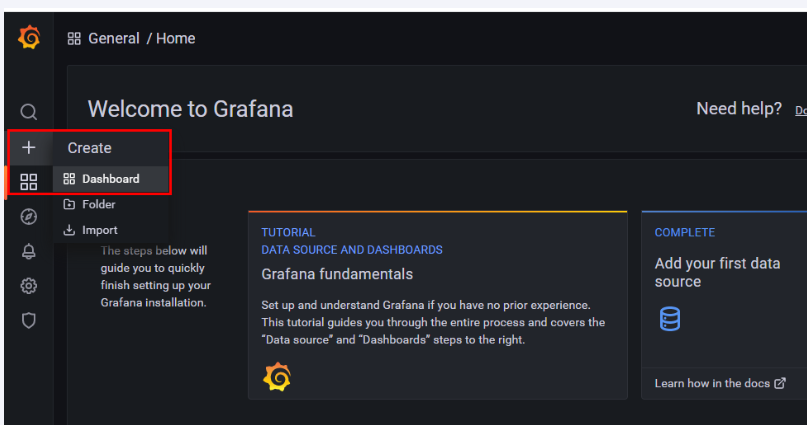 General / Home
Welcome to Grafana
Need help?
Create
Dashboard
Folder
Import
The steps below will
guide you to quickly
finish setting up your
Grafana installation.
TUTORIAL
DATA SOURCE AND DASHBOARDS
Grafana fundamentals
Set up and understand Grafana if you have no prior experience.
This tutorial guides you through the entire process and covers the
"Data source" and "Dashboards" steps to the right.
COMPLETE
Add your first data
source
Learn how in the docs